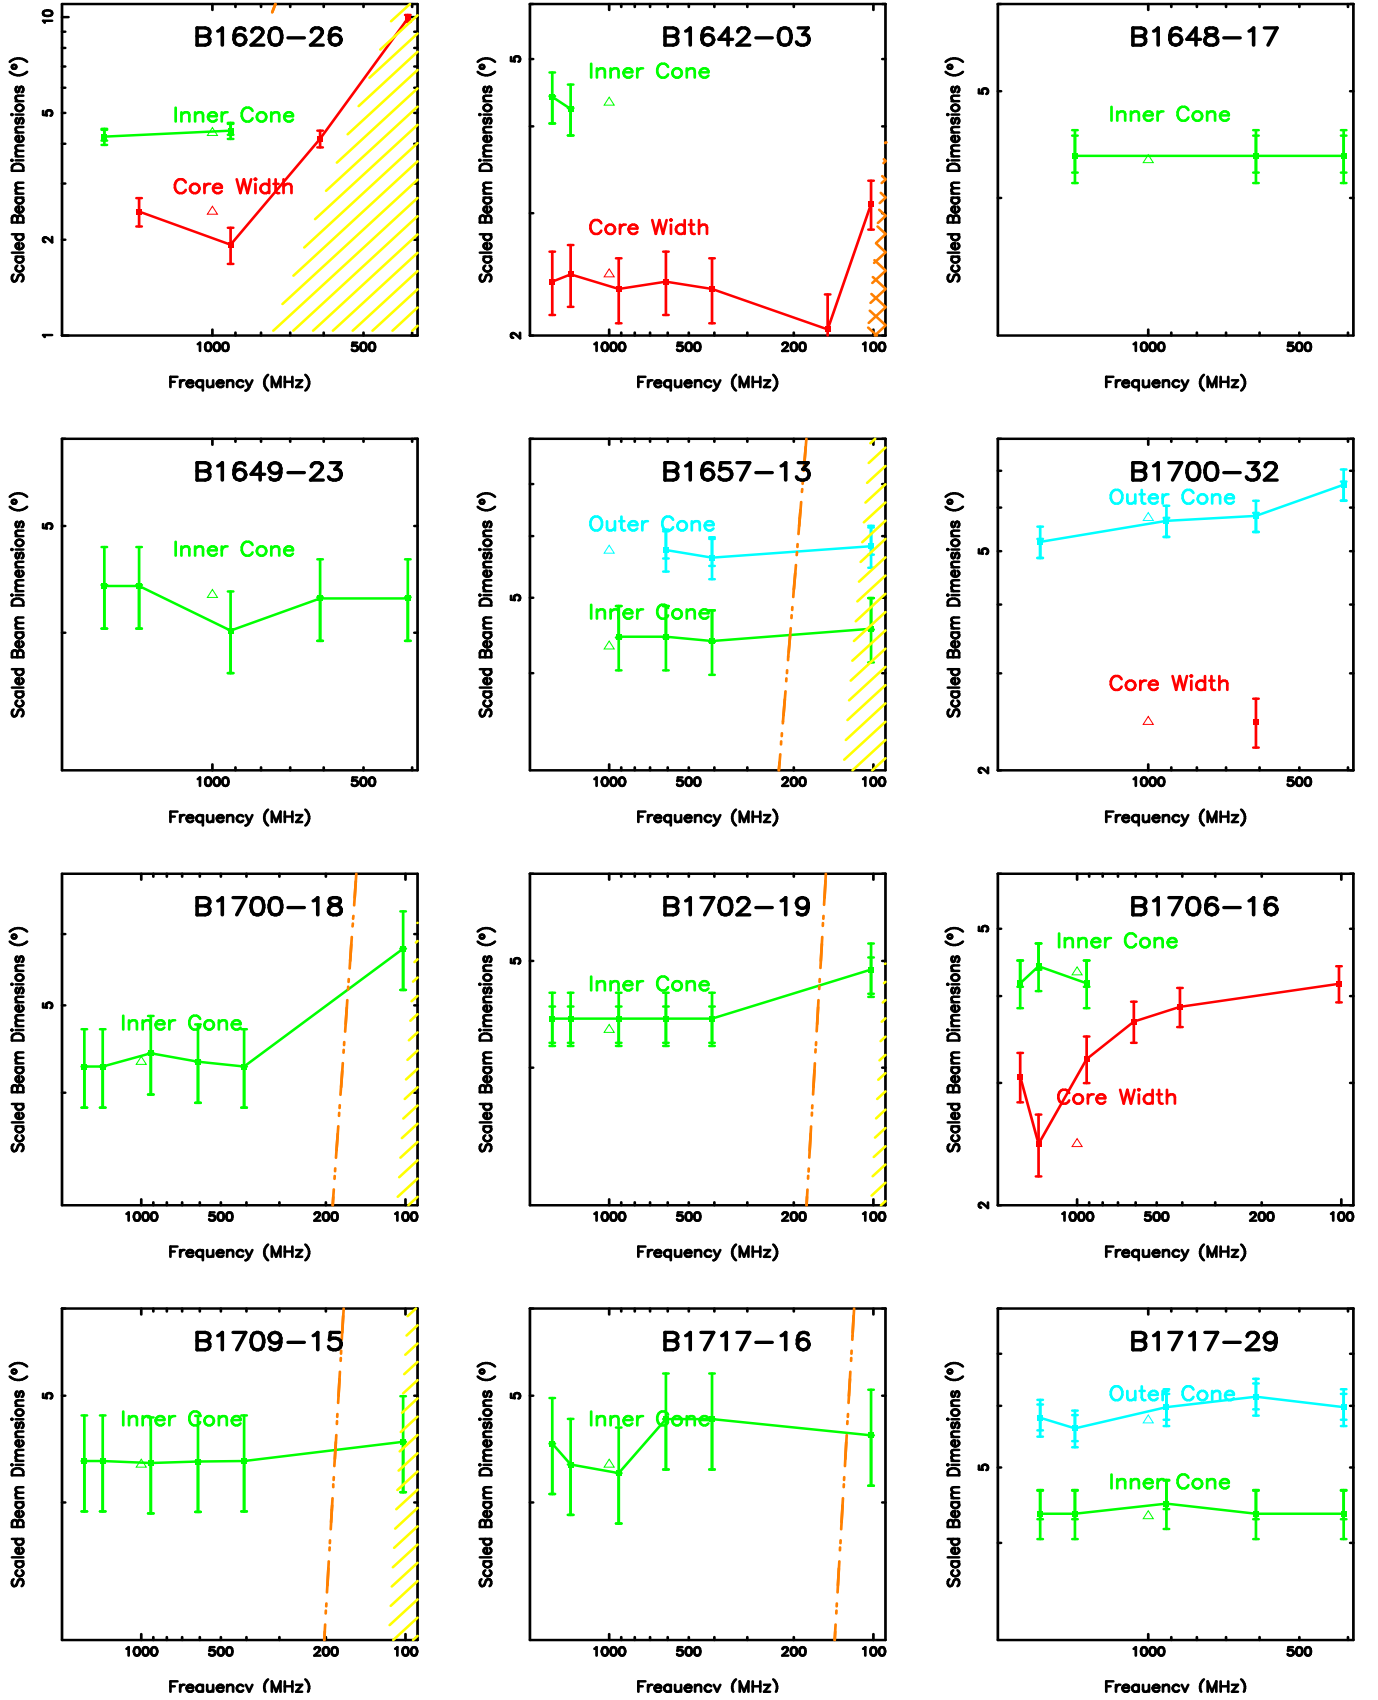 B1620−26
Scaled Beam Dimensions (°)
10
5
2
1
Inner Cone
Core Width
1000 500
Frequency (MHz)
B1642−03
Scaled Beam Dimensions (°)
5
2
Inner Cone
Core Width
1000 500 200 100
Frequency (MHz)
B1648−17
Scaled Beam Dimensions (°)
5
Inner Cone
1000 500
Frequency (MHz)
B1649−23
Scaled Beam Dimensions (°)
5
Inner Cone
1000 500
Frequency (MHz)
B1657−13
Scaled Beam Dimensions (°)
5
Outer Cone
Inner Cone
1000 500 200 100
Frequency (MHz)
B1700−32
Scaled Beam Dimensions (°)
5
2
Outer Cone
Core Width
1000 500
Frequency (MHz)
B1700−18
Scaled Beam Dimensions (°)
5
Inner Cone
1000 500 200 100
Frequency (MHz)
B1702−19
Scaled Beam Dimensions (°)
5
Inner Cone
1000 500 200 100
Frequency (MHz)
B1706−16
Scaled Beam Dimensions (°)
5
2
Inner Cone
Core Width
1000 500 200 100
Frequency (MHz)
B1709−15
Scaled Beam Dimensions (°)
5
Inner Cone
1000 500 200 100
Frequency (MHz)
B1717−16
Scaled Beam Dimensions (°)
5
Inner Cone
1000 500 200 100
Frequency (MHz)
B1717−29
Scaled Beam Dimensions (°)
5
Outer Cone
Inner Cone
1000 500
Frequency (MHz)